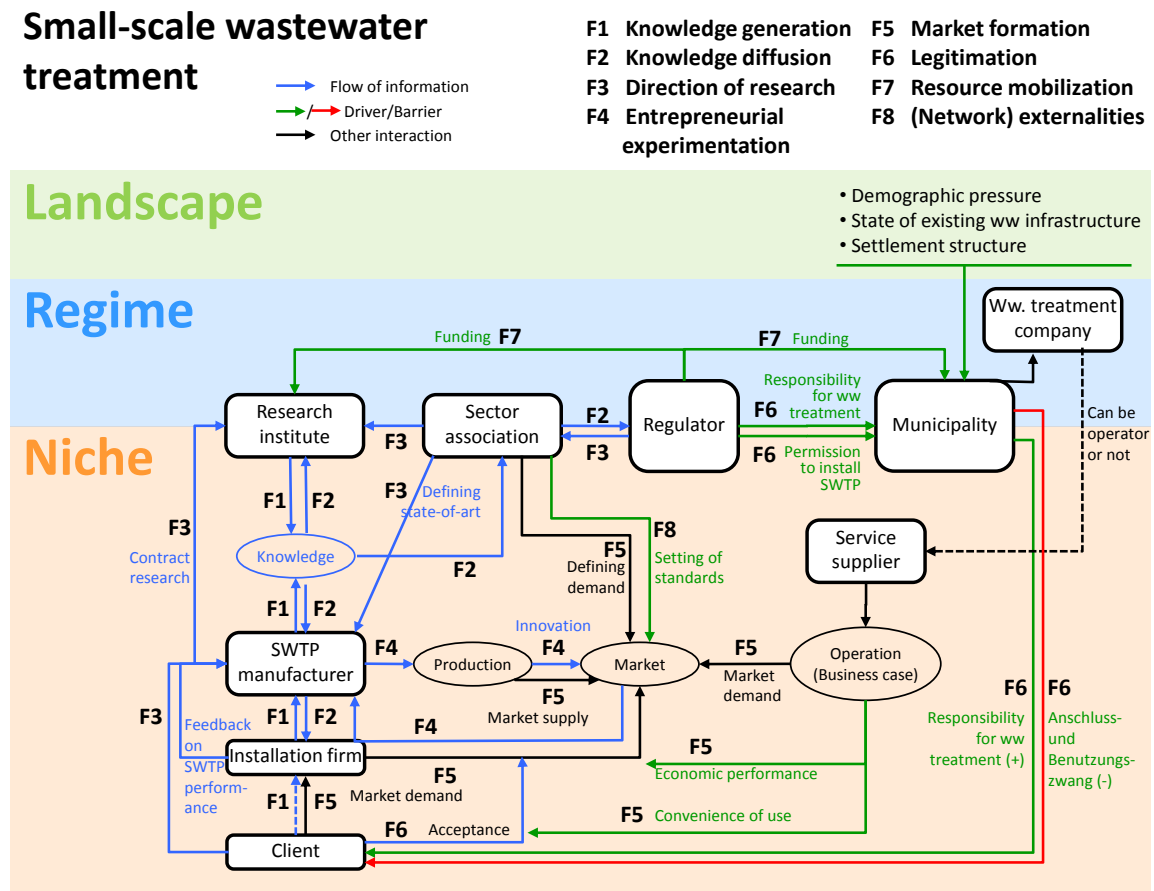 Small-scale wastewater
treatment
Flow of information
/ Driver/Barrier
Other interaction
F1 Knowledge generation
F2 Knowledge diffusion
F3 Direction of research
F4 Entrepreneurial
experimentation
F5 Market formation
F6 Legitimation
F7 Resource mobilization
F8 (Network) externalities
Landscape
• Demographic pressure
• State of existing ww infrastructure
• Settlement structure
Regime
Ww. treatment
company
Funding F7
F7 Funding
Research
institute
F3
Sector
association
F2
F3
Regulator
Responsibility
for ww
treatment
F6
F6
Permission
to install
SWTP
Municipality
Can be
operator
or not
Niche
F1
F2
F3
Defining
state-of-art
F3
Contract
research
Knowledge
F2
F5
Defining
demand
F8
Setting of
standards
Service
supplier
F1
F2
SWTP
manufacturer
F4
Production
Innovation
F4
F5
Market supply
Market
F5
Market
demand
Operation
(Business case)
F3
Feedback
on
SWTP
perform-
ance
F1
F2
F4
Installation firm
F5
Market demand
F5
Economic performance
F6
Responsibility
for ww
treatment (+)
F6
Anschluss-
und
Benutzungs-
zwang (-)
F1
F5
F6 Acceptance
F5 Convenience of use
Client